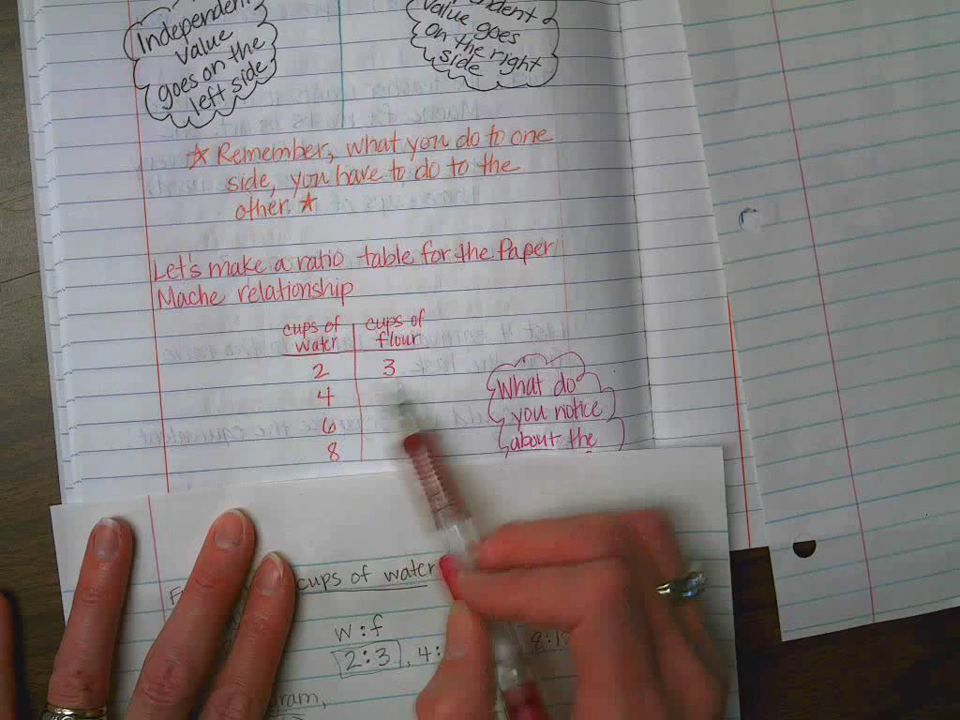 Independent
value
goes on the
left side
value goes
on the right
side
☆ Remember, what you do to one
side, you have to do to the
other. ☆
Let's make a ratio table for the Paper
Mache relationship
cups of water | cups of flour
2 | 3
4
6
8
What do
you notice
about the
cups of water
w:f
2:3, 4: